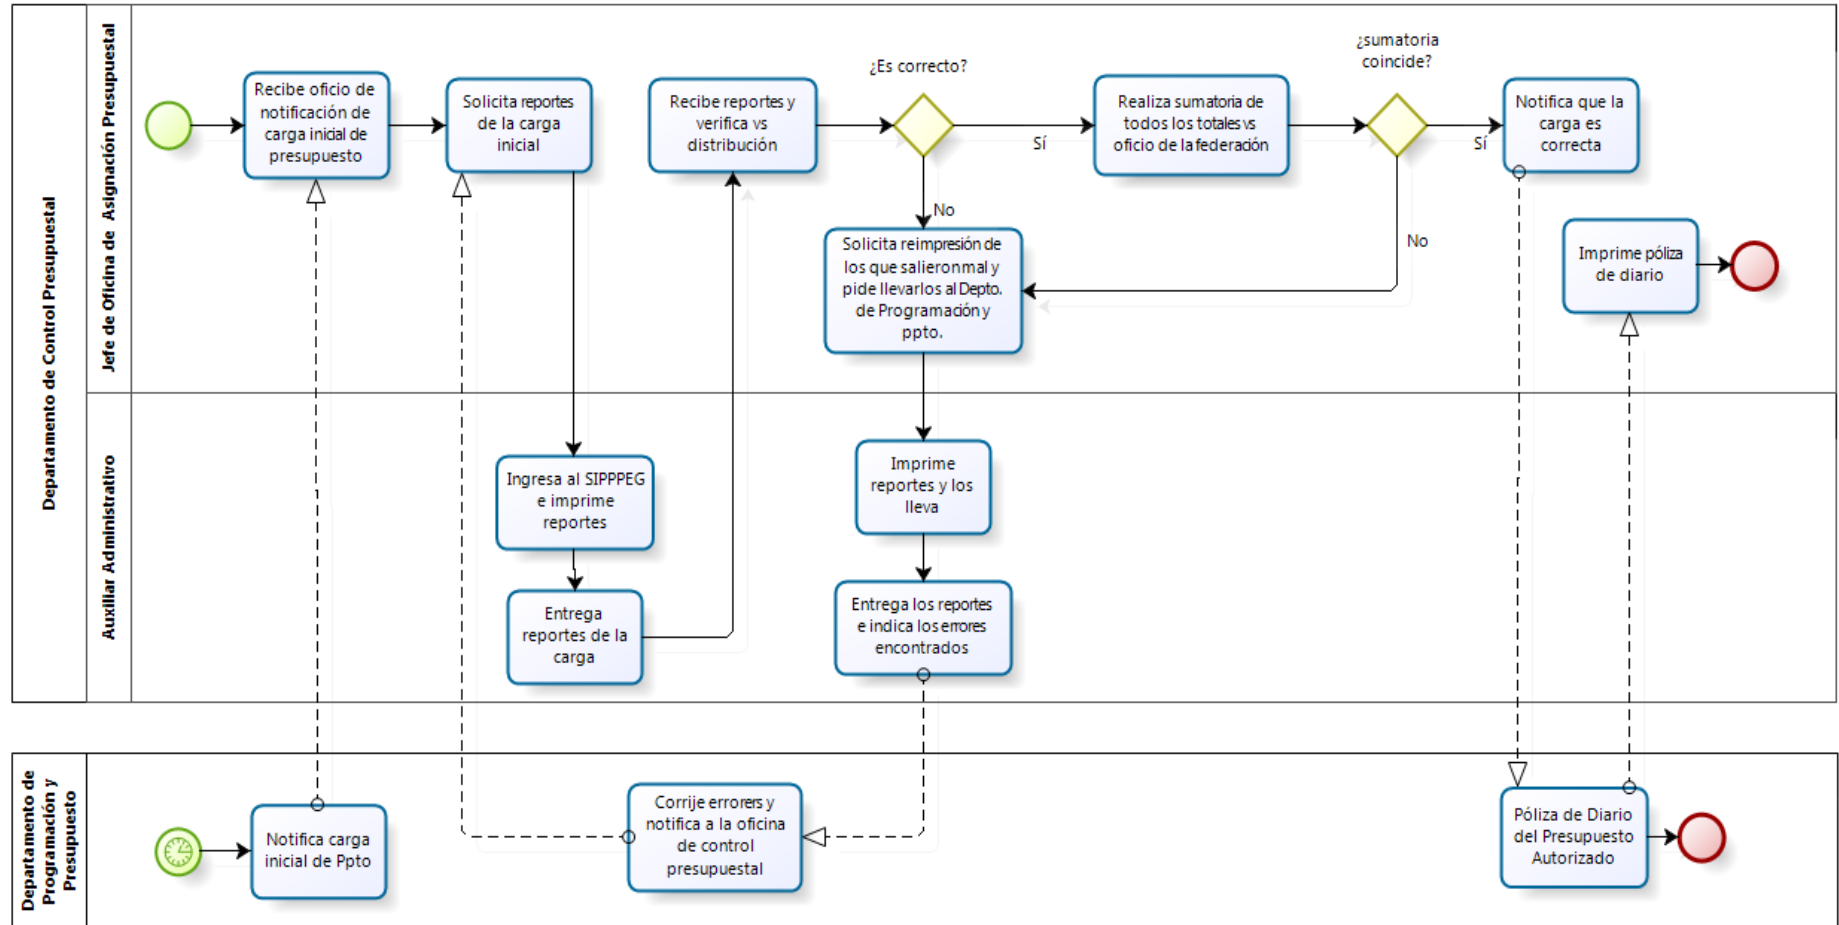 Departamento de Control Presupuestal
Jefe de Oficina de Asignación Presupuestal
Recibe oficio de
notificación de
carga inicial de
presupuesto
Solicita reportes
de la carga
inicial
Recibe reportes y
verifica vs
distribución
¿Es correcto?
Sí
No
Realiza sumatoria de
todos los totales vs
oficio de la federación
¿sumatoria
coincide?
Sí
No
Notifica que la
carga es
correcta
Solicita reimpresión de
los que salieron mal y
pide llevarlos al Depto.
de Programación y
ppto.
Imprime póliza
de diario
Auxiliar Administrativo
Ingresa al SIPPPEG
e imprime
reportes
Entrega
reportes de la
carga
Imprime
reportes y los
lleva
Entrega los reportes
e indica los errores
encontrados
Departamento de
Programación y
Presupuesto
Notifica carga
inicial de Ppto
Corrije errorers y
notifica a la oficina
de control
presupuestal
Póliza de Diario
del Presupuesto
Autorizado